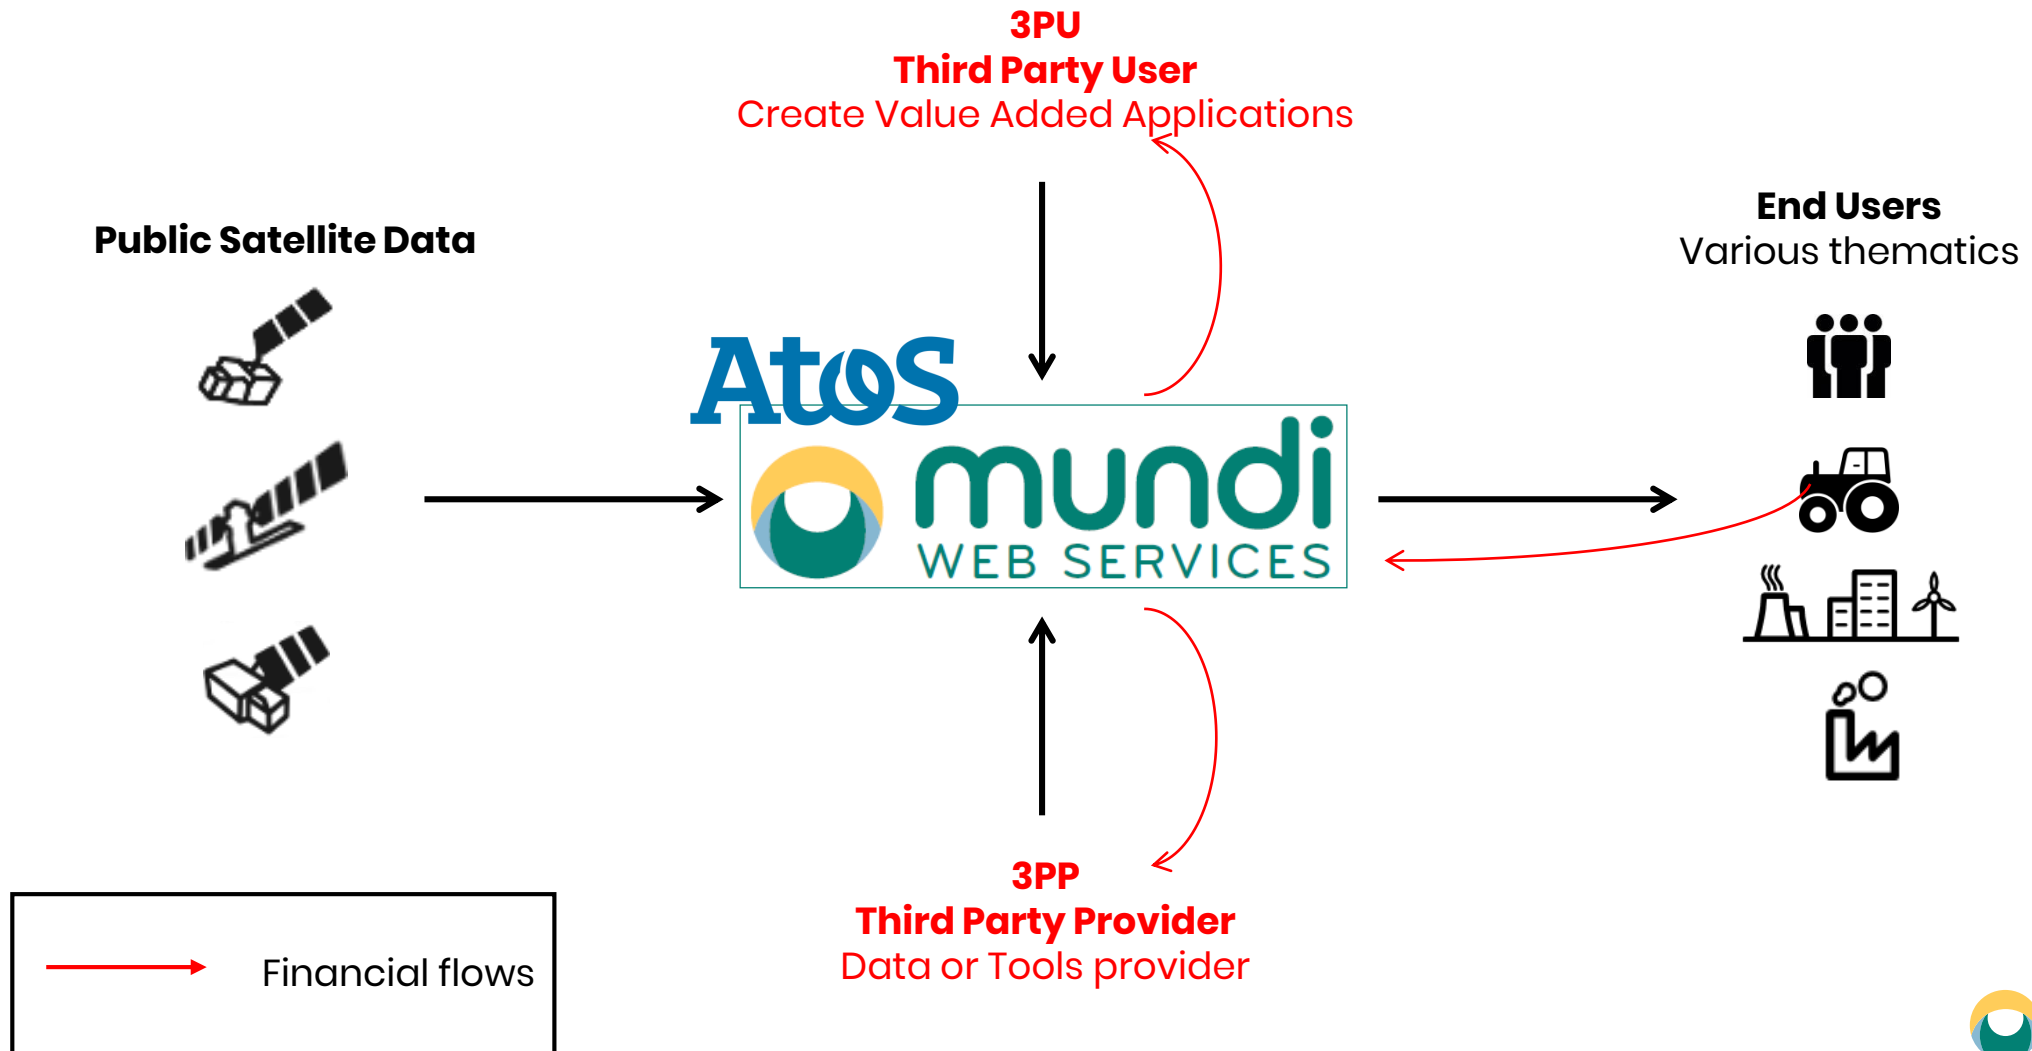 3PU
Third Party User
Create Value Added Applications
Public Satellite Data
End Users
Various thematics
Atos
mundi
WEB SERVICES
3PP
Third Party Provider
Data or Tools provider
Financial flows